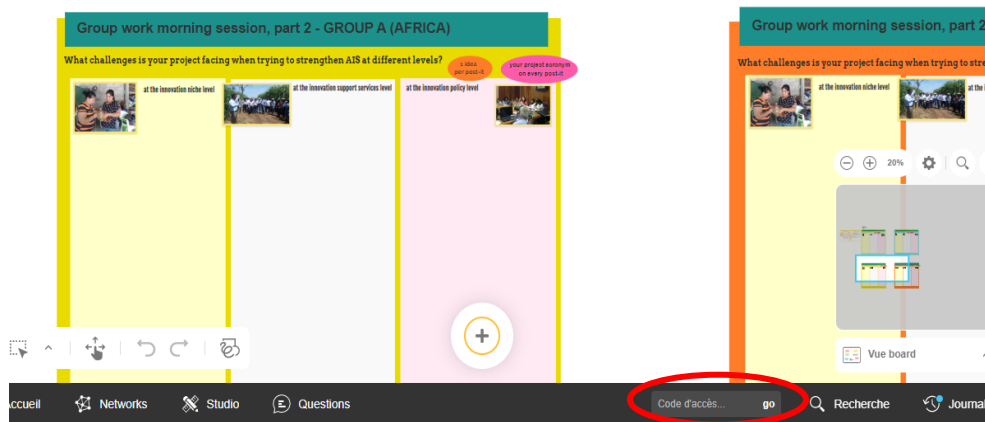 Group work morning session, part 2 - GROUP A (AFRICA)
What challenges is your project facing when trying to strengthen AIS at different levels?
1 idea
per post-it
your project acronym
on every post-it
at the innovation niche level
at the innovation support services level
at the innovation policy level
Group work morning session, part 2
What challenges is your project facing when trying to stre
at the innovation niche level
at the i
20%
Vue board
ccueil
Networks
Studio
Questions
Code d'accès...
go
Recherche
Journal